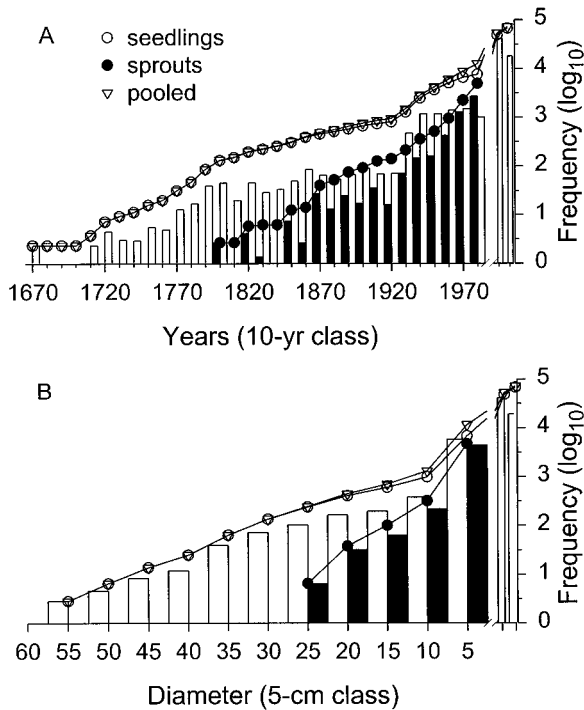 A
○ seedlings
● sprouts
▽ pooled
5
4
3
2
1
0
Frequency (log10)
1670 1720 1770 1820 1870 1920 1970
Years (10-yr class)
B
5
4
3
2
1
0
Frequency (log10)
60 55 50 45 40 35 30 25 20 15 10 5
Diameter (5-cm class)